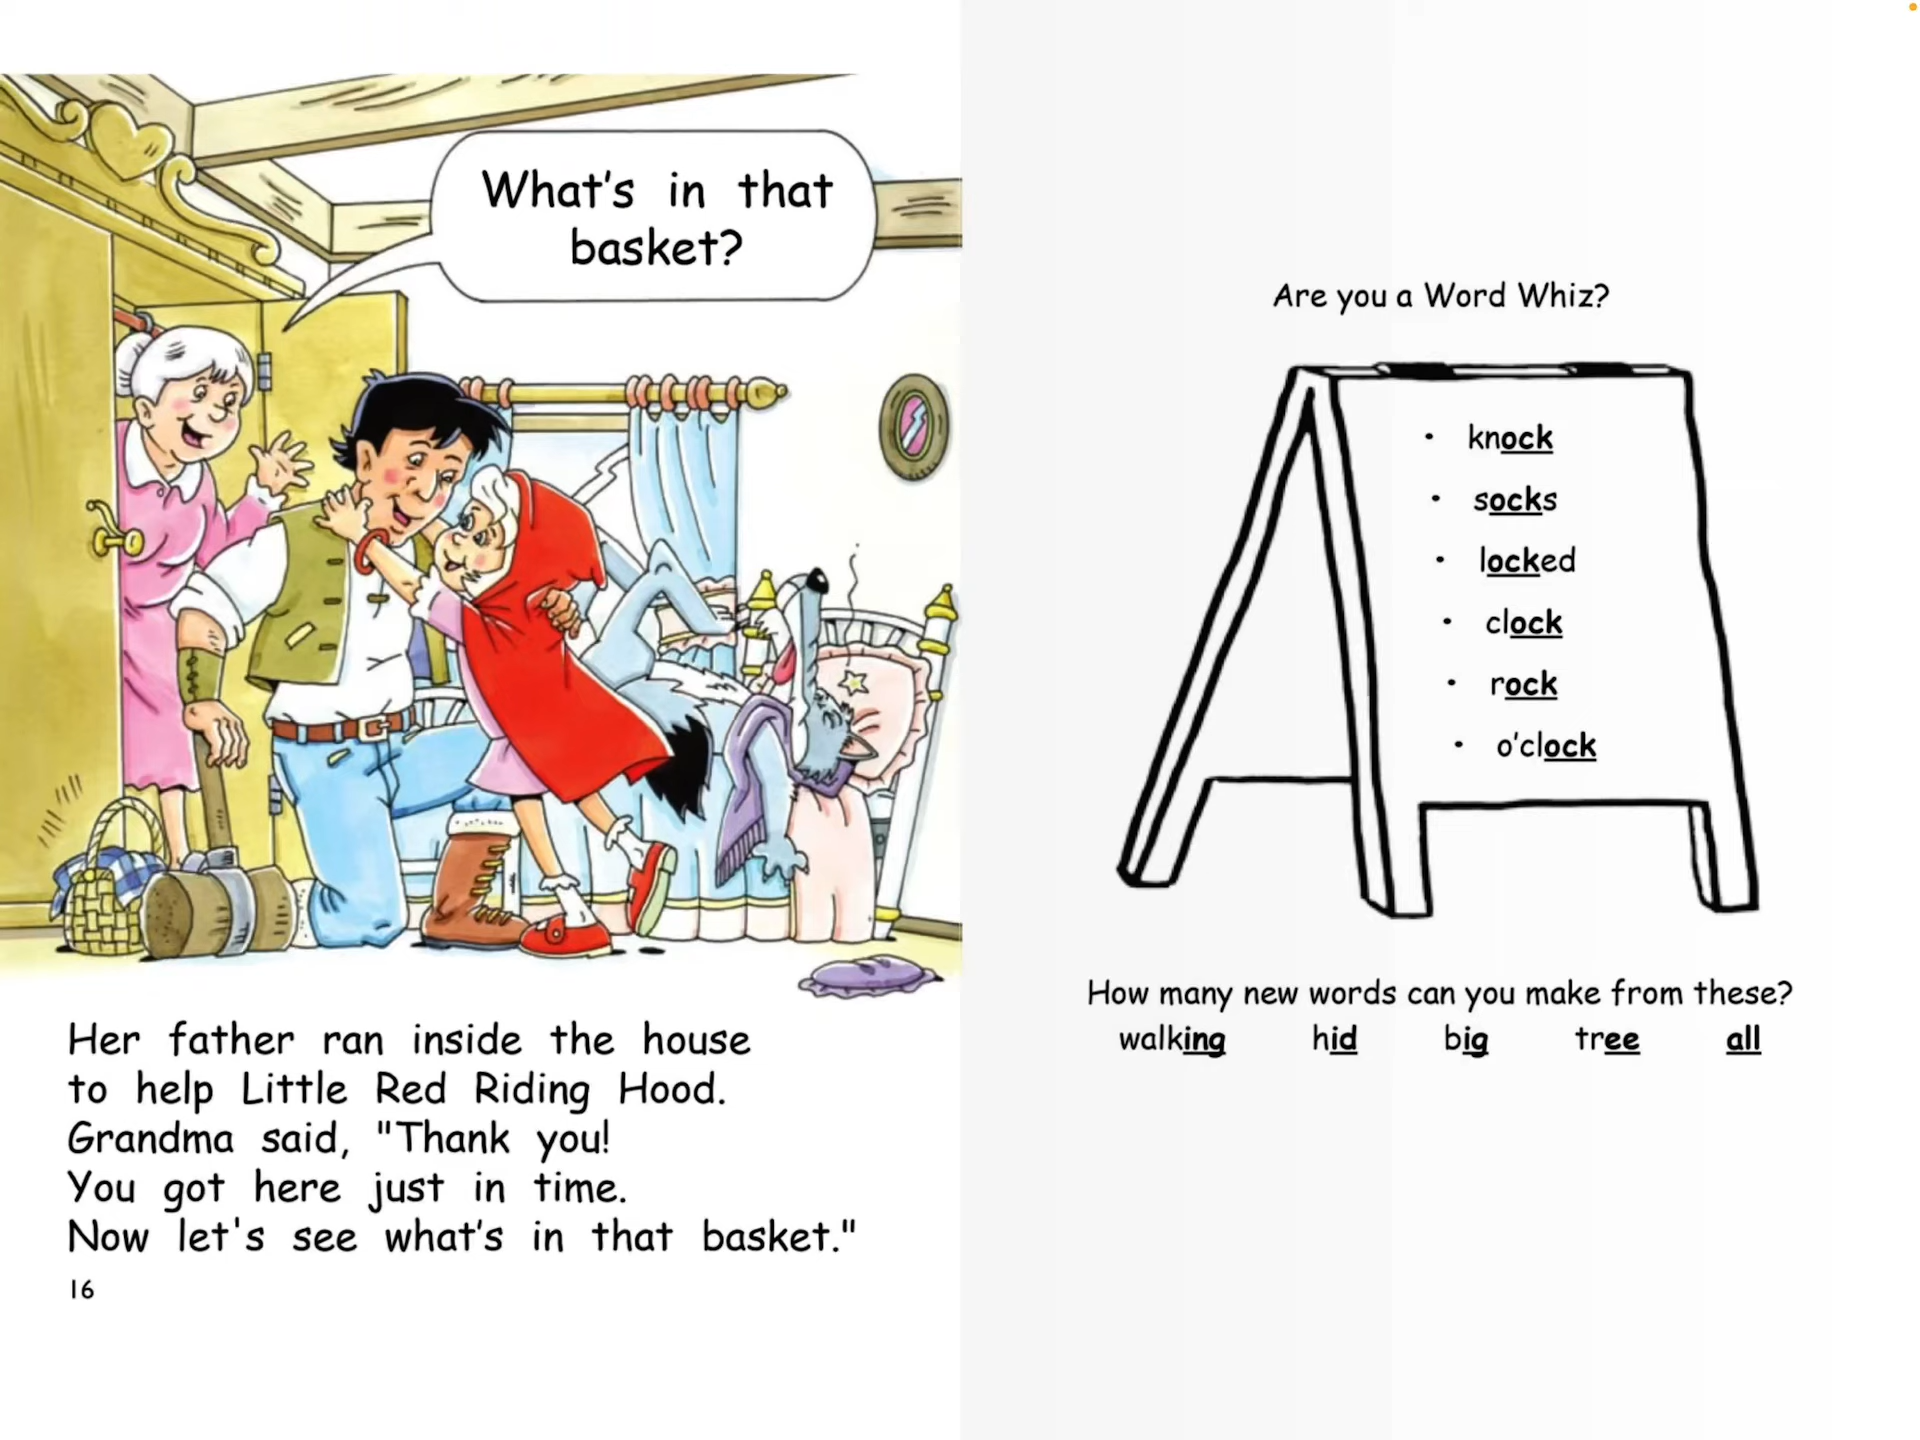 What's in that
basket?
Her father ran inside the house
to help Little Red Riding Hood.
Grandma said, "Thank you!
You got here just in time.
Now let's see what's in that basket."
16
Are you a Word Whiz?
• knock
• socks
• locked
• clock
• rock
• o'clock
How many new words can you make from these?
walking hid big tree all